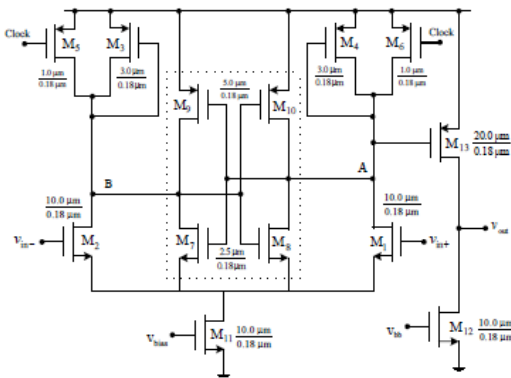 Clock
M5
M3
M4
M6
Clock
1.0 μm
0.18 μm
3.0 μm
0.18 μm
5.0 μm
0.18 μm
3.0 μm
0.18 μm
1.0 μm
0.18 μm
M9
M10
M13
20.0 μm
0.18 μm
B
A
10.0 μm
0.18 μm
10.0 μm
0.18 μm
vin−
M2
M7
M8
M1
vin+
vout
2.5 μm
0.18 μm
vbias
M11
10.0 μm
0.18 μm
vbb
M12
10.0 μm
0.18 μm